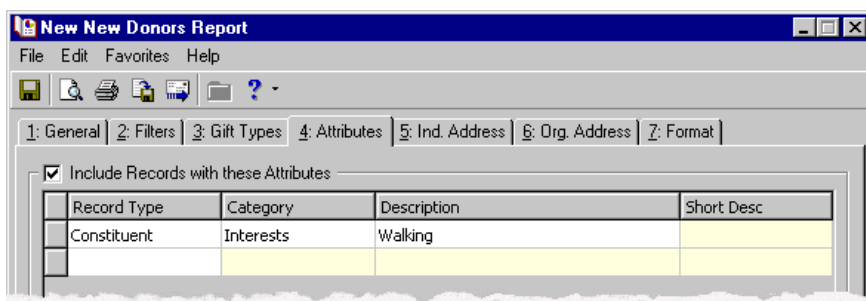 New New Donors Report
File Edit Favorites Help
1: General 2: Filters 3: Gift Types 4: Attributes 5: Ind. Address 6: Org. Address 7: Format
Include Records with these Attributes
Record Type Category Description Short Desc
Constituent Interests Walking